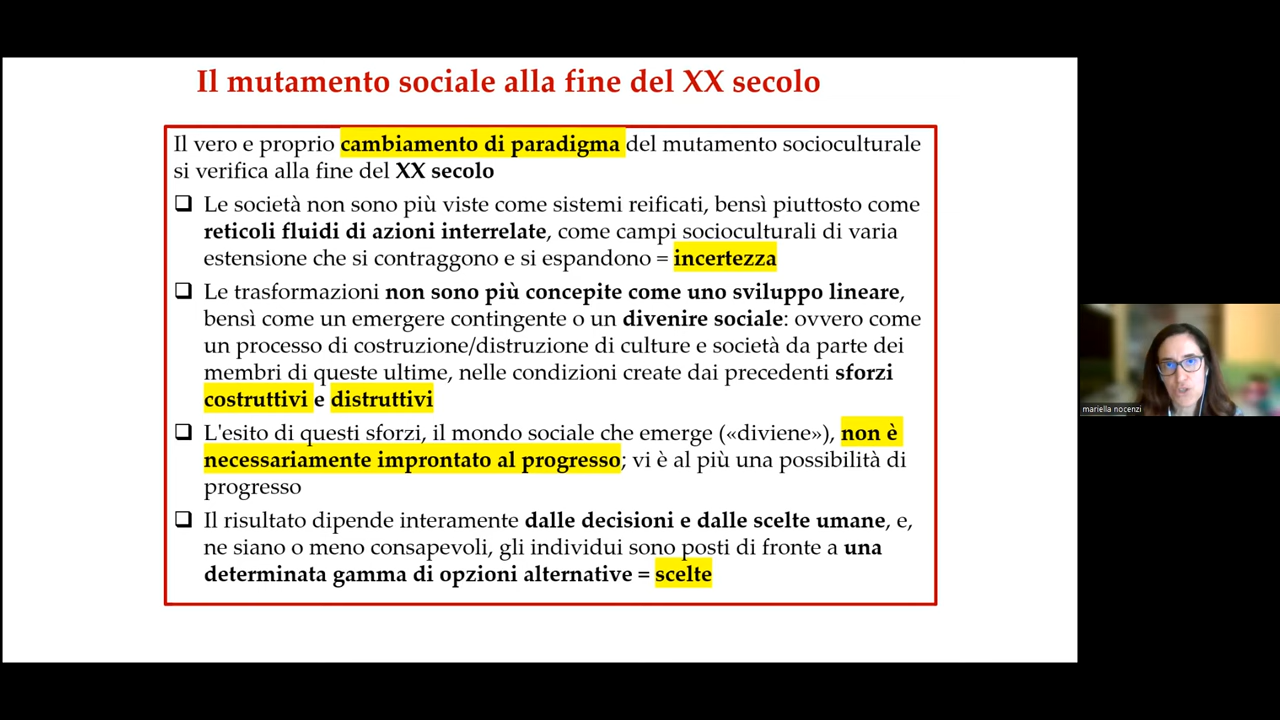 Il mutamento sociale alla fine del XX secolo
Il vero e proprio cambiamento di paradigma del mutamento socioculturale
si verifica alla fine del XX secolo
❑ Le società non sono più viste come sistemi reificati, bensì piuttosto come
reticoli fluidi di azioni interrelate, come campi socioculturali di varia
estensione che si contraggono e si espandono = incertezza
❑ Le trasformazioni non sono più concepite come uno sviluppo lineare,
bensì come un emergere contingente o un divenire sociale: ovvero come
un processo di costruzione/distruzione di culture e società da parte dei
membri di queste ultime, nelle condizioni create dai precedenti sforzi
costruttivi e distruttivi
❑ L'esito di questi sforzi, il mondo sociale che emerge («diviene»), non è
necessariamente improntato al progresso; vi è al più una possibilità di
progresso
❑ Il risultato dipende interamente dalle decisioni e dalle scelte umane, e,
ne siano o meno consapevoli, gli individui sono posti di fronte a una
determinata gamma di opzioni alternative = scelte
mariella nocenzi